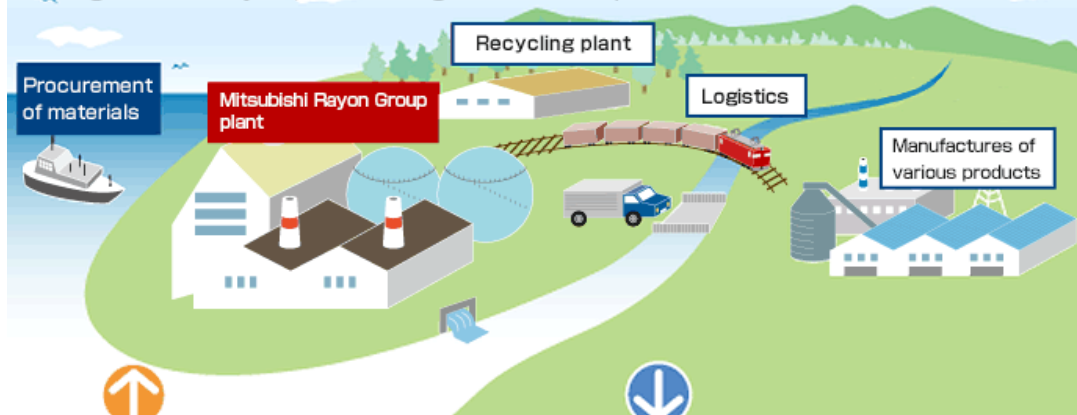 Recycling plant
Procurement
of materials
Mitsubishi Rayon Group
plant
Logistics
Manufactures of
various products